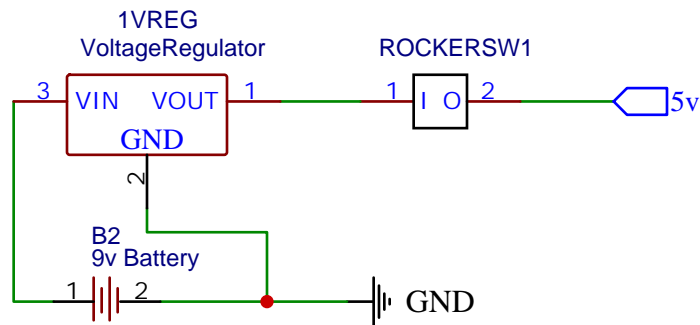 1VREG
VoltageRegulator
ROCKERSW1
3 VIN VOUT 1
1 I O 2
5v
GND
2
B2
9v Battery
1 2
GND